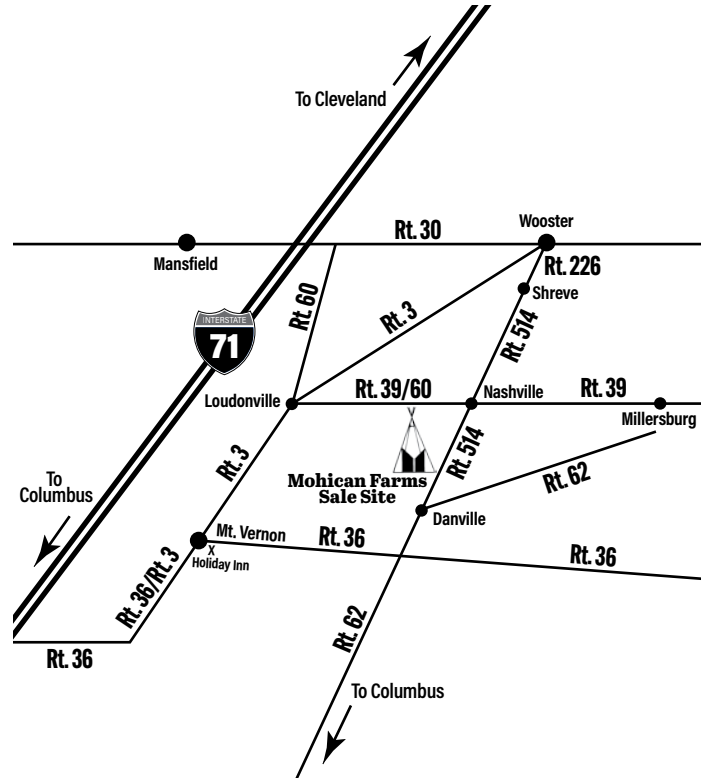 To Cleveland
Wooster
Rt. 30
Mansfield
Rt. 226
Shreve
Rt. 60
Rt. 3
Rt. 514
INTERSTATE
71
Rt. 39/60
Nashville
Rt. 39
Loudonville
Millersburg
Rt. 514
Rt. 3
To
Columbus
Mohican Farms
Sale Site
Rt. 62
Danville
Mt. Vernon
Rt. 36
X
Holiday Inn
Rt. 36
Rt. 36/Rt. 3
Rt. 62
Rt. 36
To Columbus